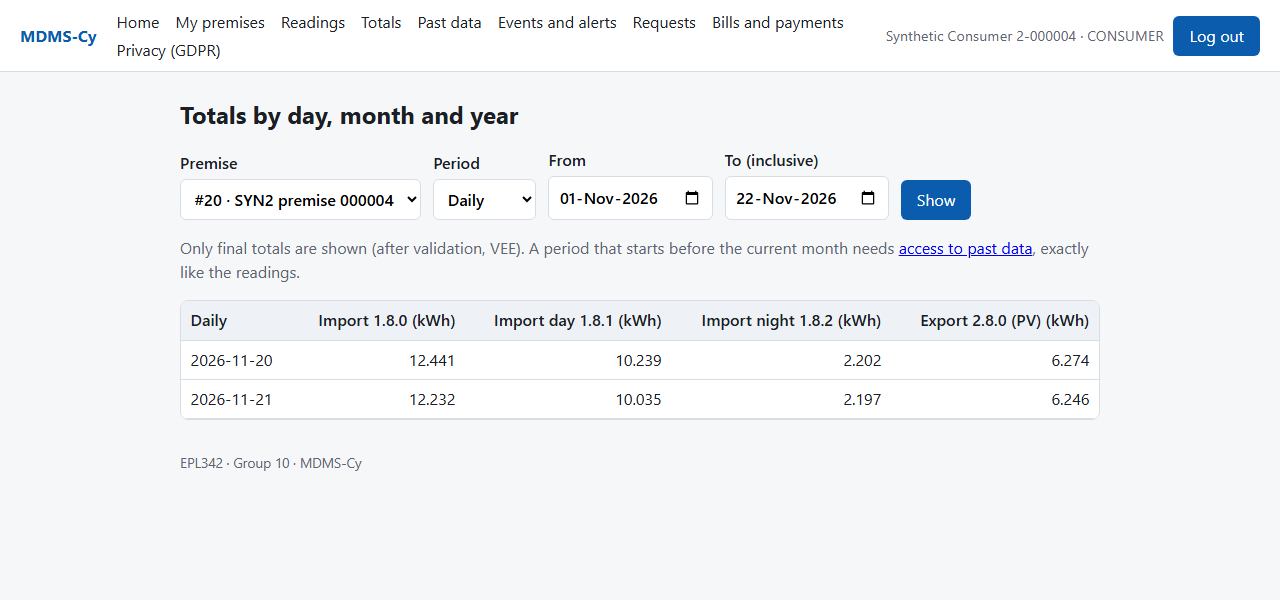 MDMS-Cy
Home My premises Readings Totals Past data Events and alerts Requests Bills and payments
Privacy (GDPR)
Synthetic Consumer 2-000004 · CONSUMER
Log out
Totals by day, month and year
Premise Period From To (inclusive)
#20 · SYN2 premise 000004 Daily 01-Nov-2026 22-Nov-2026 Show
Only final totals are shown (after validation, VEE). A period that starts before the current month needs access to past data, exactly
like the readings.
Daily Import 1.8.0 (kWh) Import day 1.8.1 (kWh) Import night 1.8.2 (kWh) Export 2.8.0 (PV) (kWh)
2026-11-20 12.441 10.239 2.202 6.274
2026-11-21 12.232 10.035 2.197 6.246
EPL342 · Group 10 · MDMS-Cy